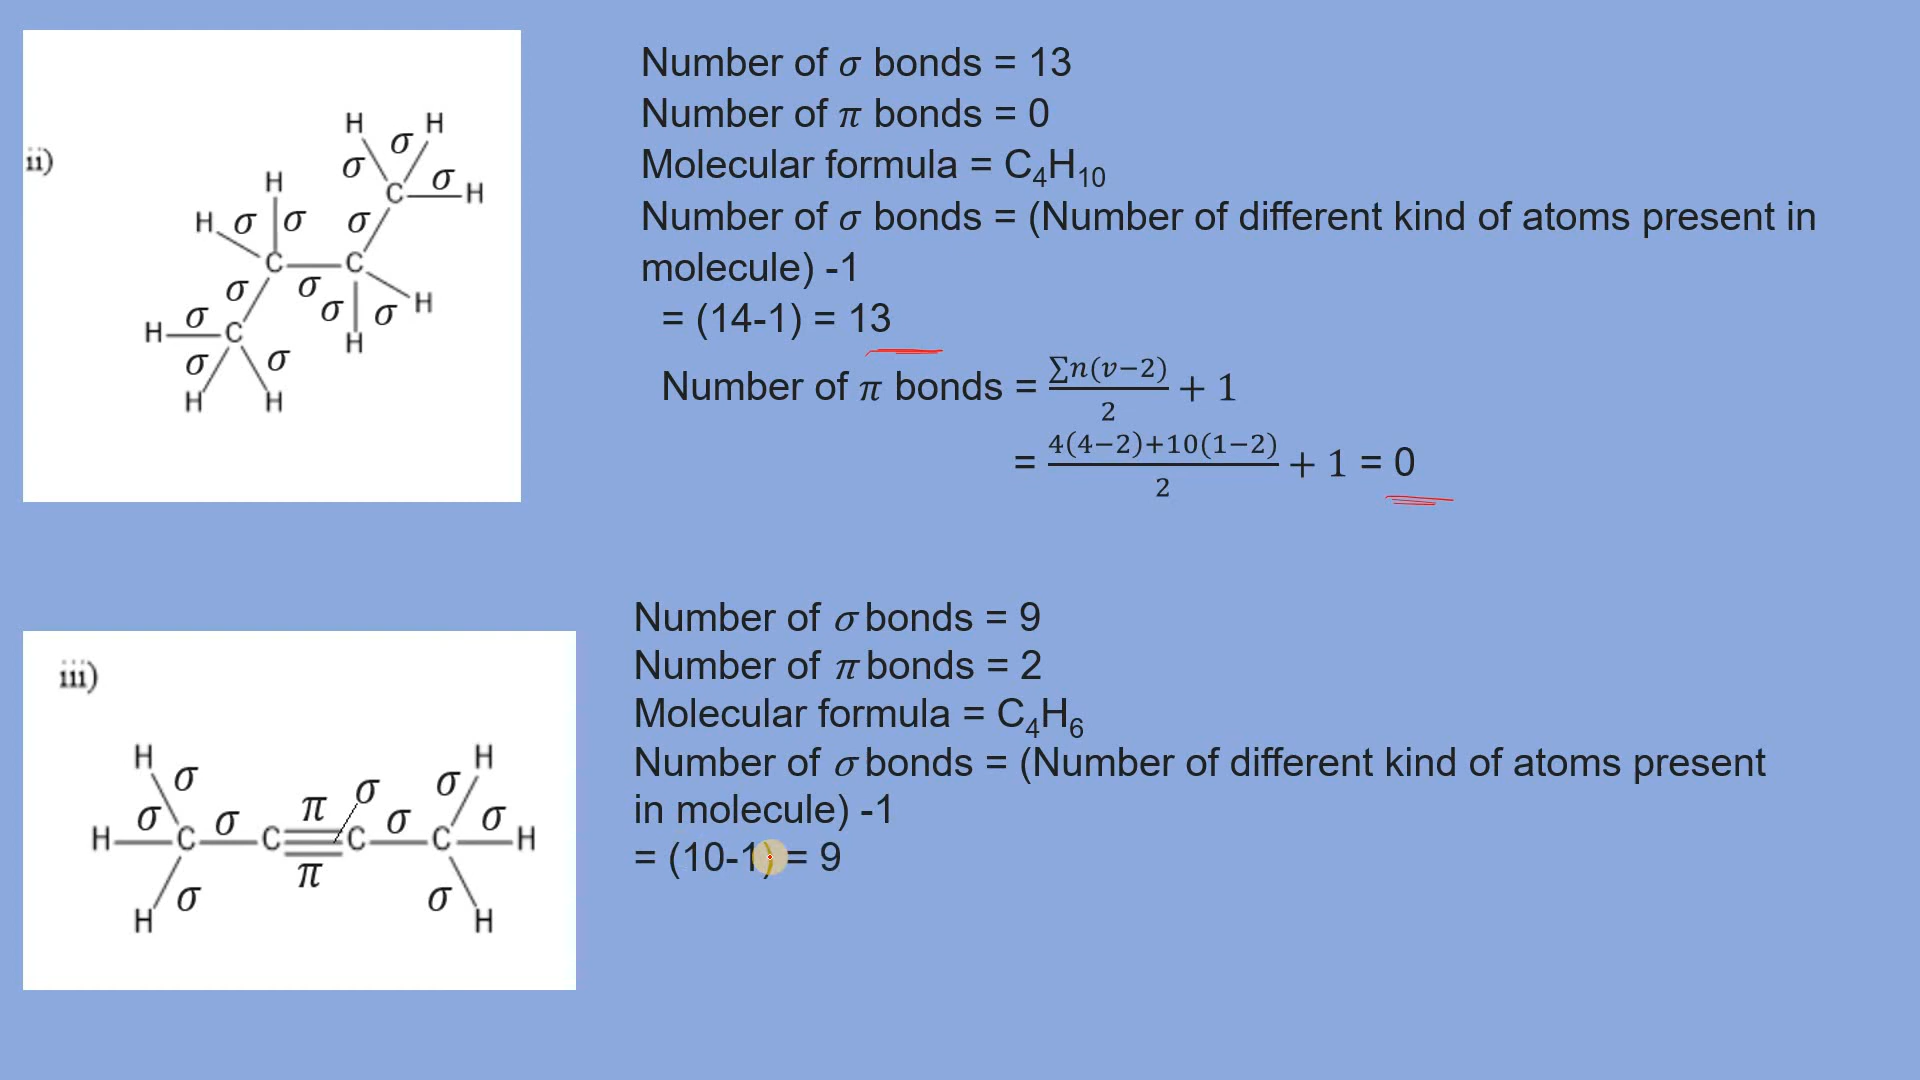 ii)
H H
σ
σ σ
H C H
H σ σ σ
C C
σ σ
σ σ H
σ H
H C
σ σ
H H
Number of σ bonds = 13
Number of π bonds = 0
Molecular formula = C₄H₁₀
Number of σ bonds = (Number of different kind of atoms present in
molecule) -1
= (14-1) = 13
Number of π bonds = ∑n(v−2)/2 + 1
= 4(4−2)+10(1−2)/2 + 1 = 0
iii)
H H
σ σ σ
σ σ π σ σ
H C C C C H
π
σ σ
H H
Number of σ bonds = 9
Number of π bonds = 2
Molecular formula = C₄H₆
Number of σ bonds = (Number of different kind of atoms present
in molecule) -1
= (10-1) = 9